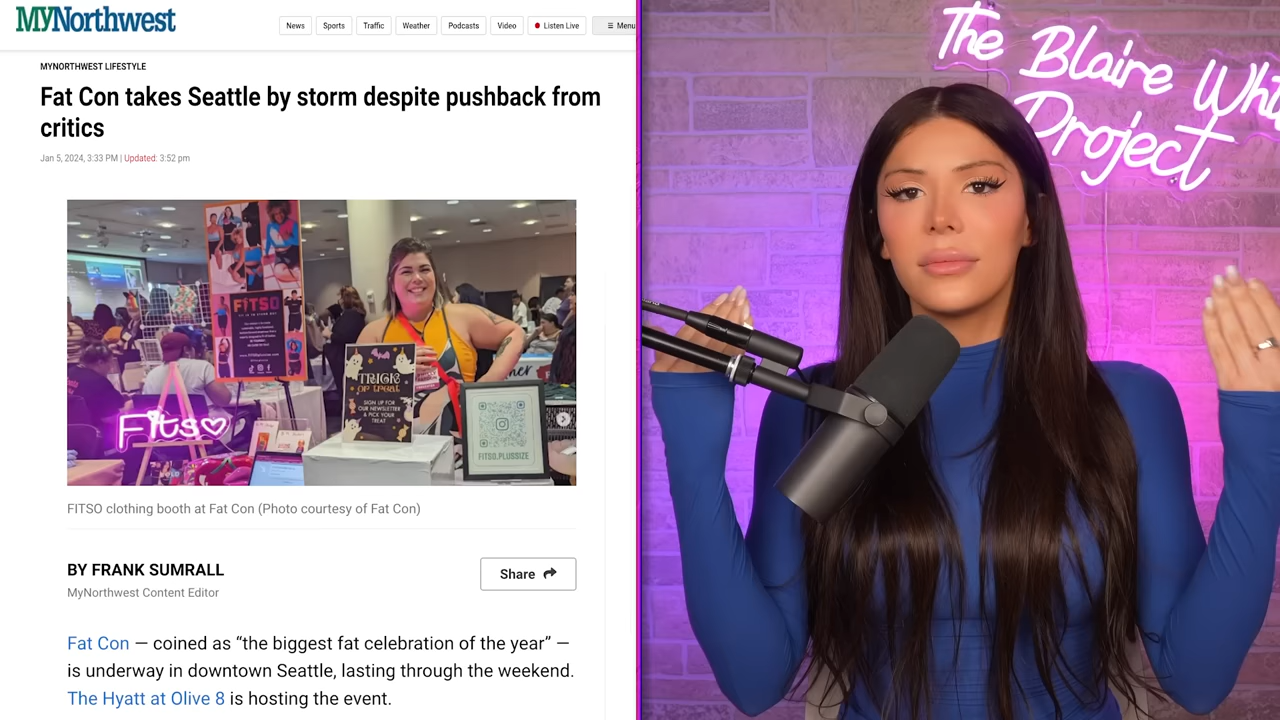 MYNorthwest
News
Sports
Traffic
Weather
Podcasts
Video
Listen Live
Menu
MYNORTHWEST LIFESTYLE
Fat Con takes Seattle by storm despite pushback from
critics
Jan 5, 2024, 3:33 PM | Updated: 3:52 pm
FITSO
Fitso
TRICK
OR TREAT
SIGN UP FOR
OUR NEWSLETTER
& PICK YOUR
TREAT
FITSO.PLUSSIZE
FITSO clothing booth at Fat Con (Photo courtesy of Fat Con)
BY FRANK SUMRALL
Share
MyNorthwest Content Editor
Fat Con — coined as “the biggest fat celebration of the year” —
is underway in downtown Seattle, lasting through the weekend.
The Hyatt at Olive 8 is hosting the event.
The Blaire Whi
Project